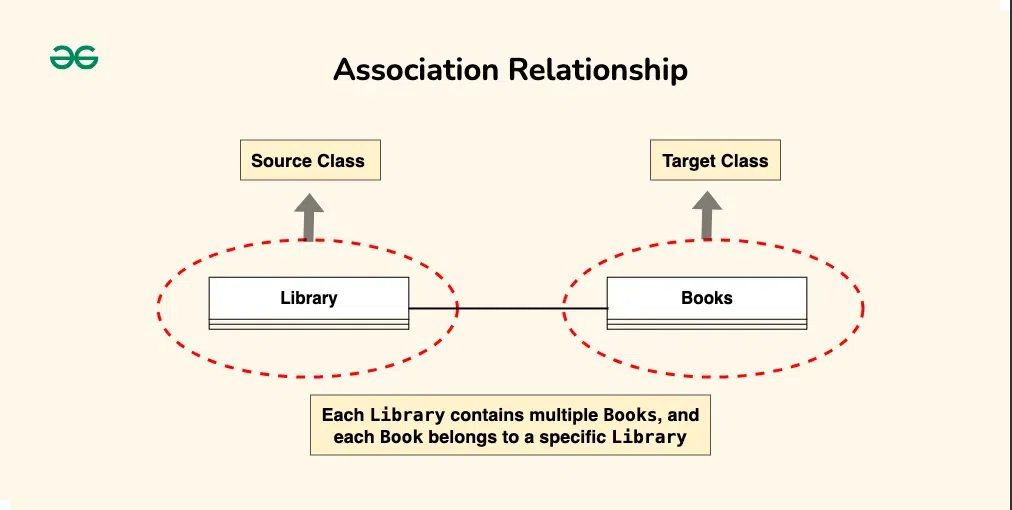 Association Relationship
Source Class
Target Class
Library
Books
Each Library contains multiple Books, and
each Book belongs to a specific Library